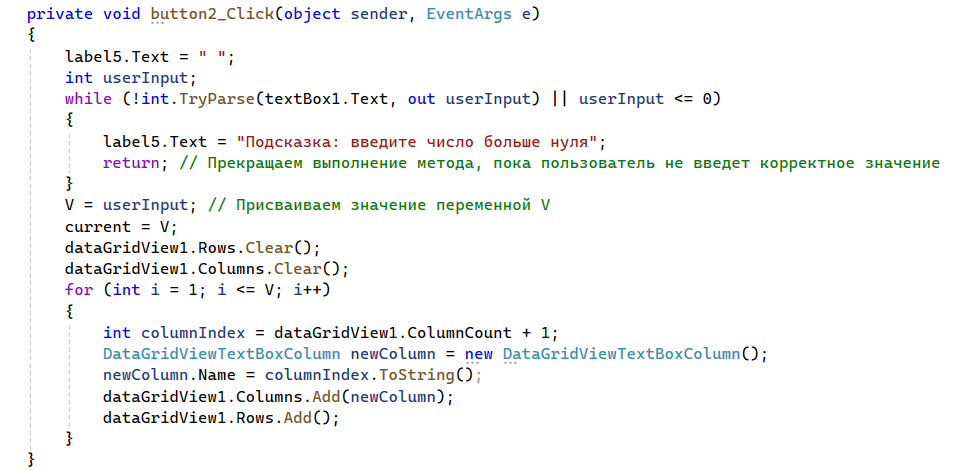 private void button2_Click(object sender, EventArgs e)
{
label5.Text = " ";
int userInput;
while (!int.TryParse(textBox1.Text, out userInput) || userInput <= 0)
{
label5.Text = "Подсказка: введите число больше нуля";
return; // Прекращаем выполнение метода, пока пользователь не введет корректное значение
}
V = userInput; // Присваиваем значение переменной V
current = V;
dataGridView1.Rows.Clear();
dataGridView1.Columns.Clear();
for (int i = 1; i <= V; i++)
{
int columnIndex = dataGridView1.ColumnCount + 1;
DataGridViewTextBoxColumn newColumn = new DataGridViewTextBoxColumn();
newColumn.Name = columnIndex.ToString();
dataGridView1.Columns.Add(newColumn);
dataGridView1.Rows.Add();
}
}